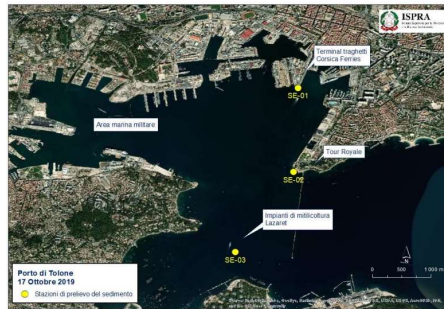 ISPRA
Terminal traghetti
Corsica Ferries
SE-01
Area marina militare
Tour Royale
SE-02
Impianti di mitilicoltura
Lazaret
SE-03
Porto di Tolone
17 Ottobre 2019
Stazioni di prelievo del sedimento
0 500 1 000 m